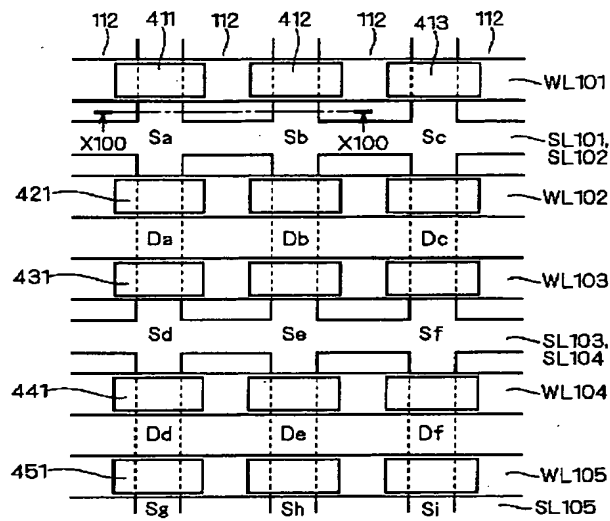 112 411 112 412 112 413 112
WL101
X100 Sa Sb X100 Sc SL101,
SL102
421 WL102
Da Db Dc
431 WL103
Sd Se Sf SL103,
SL104
441 WL104
Dd De Df
451 WL105
Sg Sh Si SL105